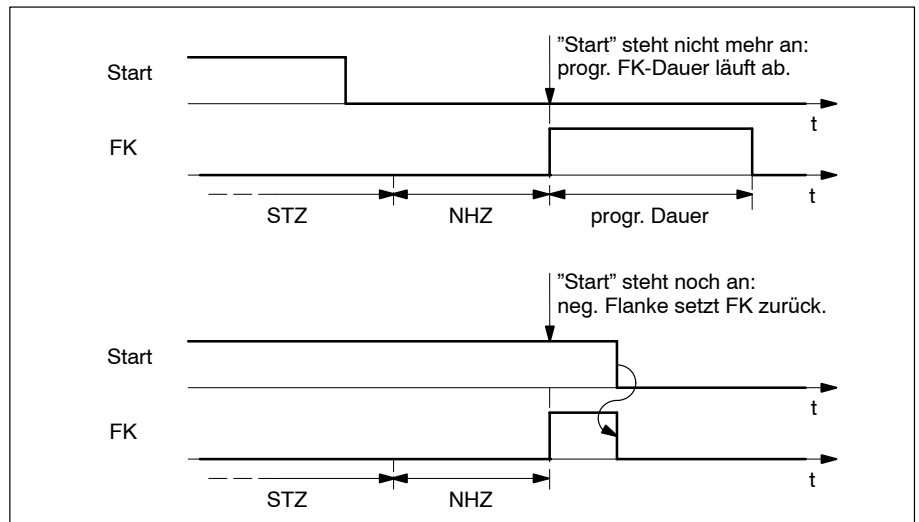 ”Start” steht nicht mehr an:
progr. FK-Dauer läuft ab.
Start
t
FK
t
STZ
NHZ
progr. Dauer
”Start” steht noch an:
neg. Flanke setzt FK zurück.
Start
t
FK
t
STZ
NHZ